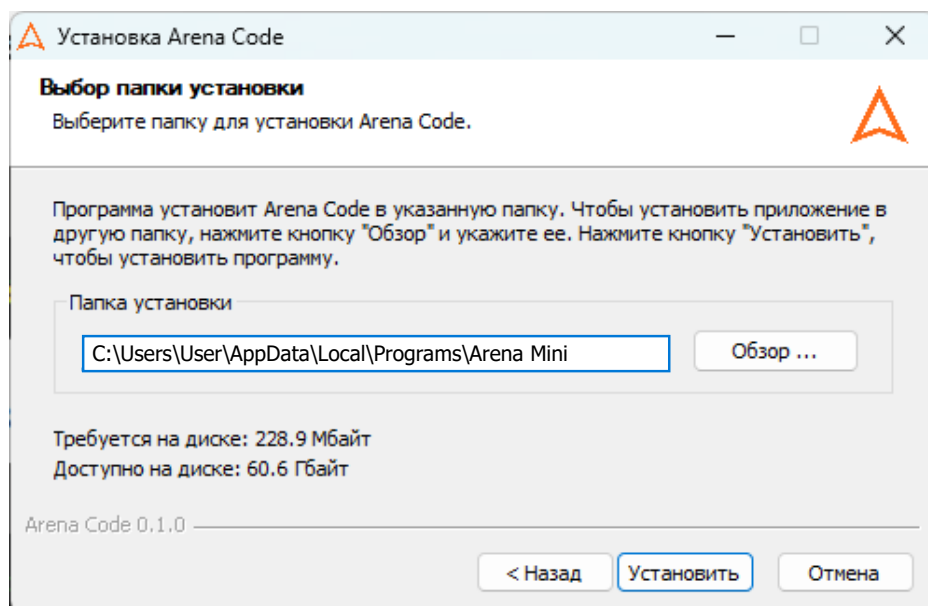 Установка Arena Code
Выбор папки установки
Выберите папку для установки Arena Code.
Программа установит Arena Code в указанную папку. Чтобы установить приложение в
другую папку, нажмите кнопку "Обзор" и укажите ее. Нажмите кнопку "Установить",
чтобы установить программу.
Папка установки
C:\Users\User\AppData\Local\Programs\Arena Mini
Обзор ...
Требуется на диске: 228.9 Мбайт
Доступно на диске: 60.6 Гбайт
Arena Code 0.1.0
< Назад
Установить
Отмена